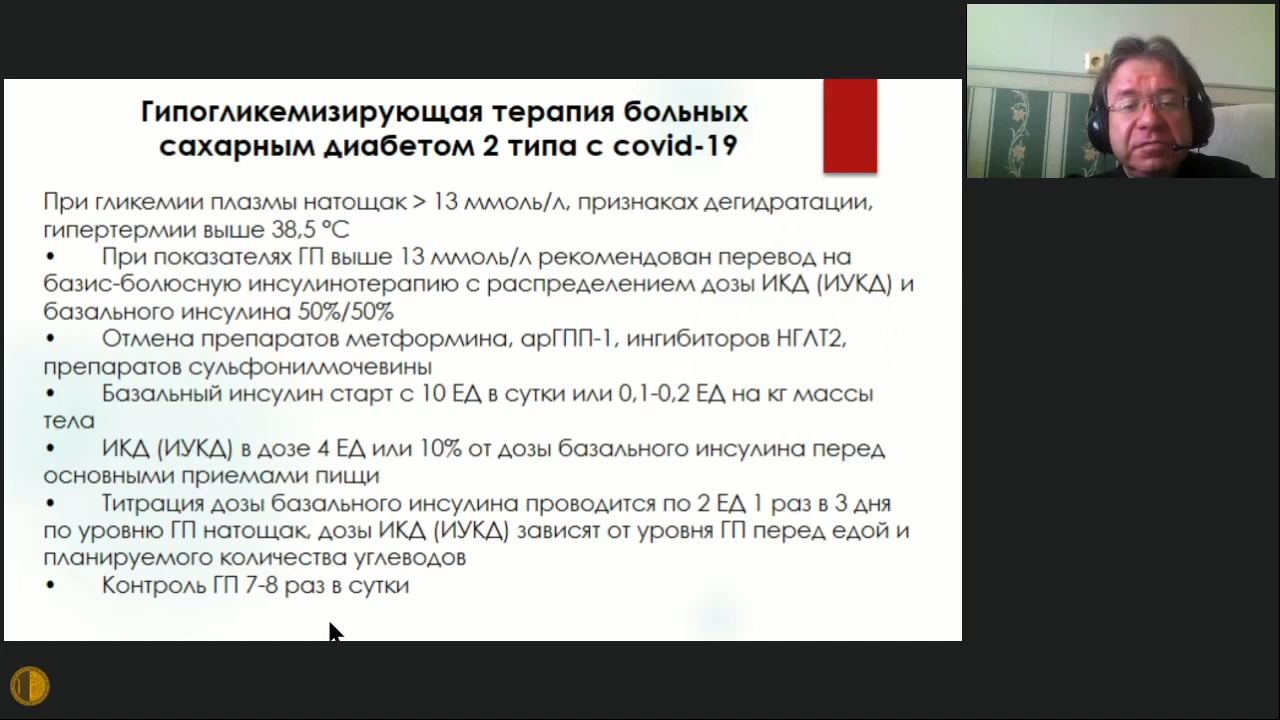 Гипогликемизирующая терапия больных
сахарным диабетом 2 типа с covid-19
При гликемии плазмы натощак > 13 ммоль/л, признаках дегидратации,
гипертермии выше 38,5 °С
• При показателях ГП выше 13 ммоль/л рекомендован перевод на
базис-болюсную инсулинотерапию с распределением дозы ИКД (ИУКД) и
базального инсулина 50%/50%
• Отмена препаратов метформина, арГПП-1, ингибиторов НГЛТ2,
препаратов сульфонилмочевины
• Базальный инсулин старт с 10 ЕД в сутки или 0,1-0,2 ЕД на кг массы
тела
• ИКД (ИУКД) в дозе 4 ЕД или 10% от дозы базального инсулина перед
основными приемами пищи
• Титрация дозы базального инсулина проводится по 2 ЕД 1 раз в 3 дня
по уровню ГП натощак, дозы ИКД (ИУКД) зависят от уровня ГП перед едой и
планируемого количества углеводов
• Контроль ГП 7-8 раз в сутки